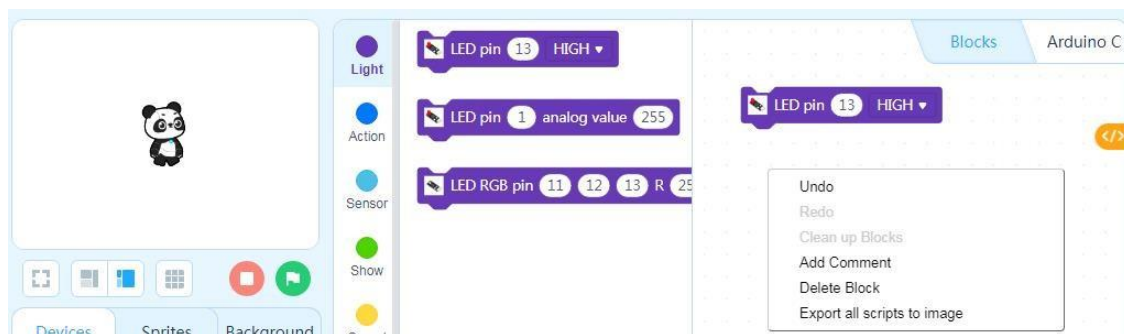 Light
Action
Sensor
Show
LED pin 13 HIGH
LED pin 1 analog value 255
LED RGB pin 11 12 13 R
Blocks
Arduino C
LED pin 13 HIGH
</>
Undo
Redo
Clean up Blocks
Add Comment
Delete Block
Export all scripts to image
Devices
Sprites
Background